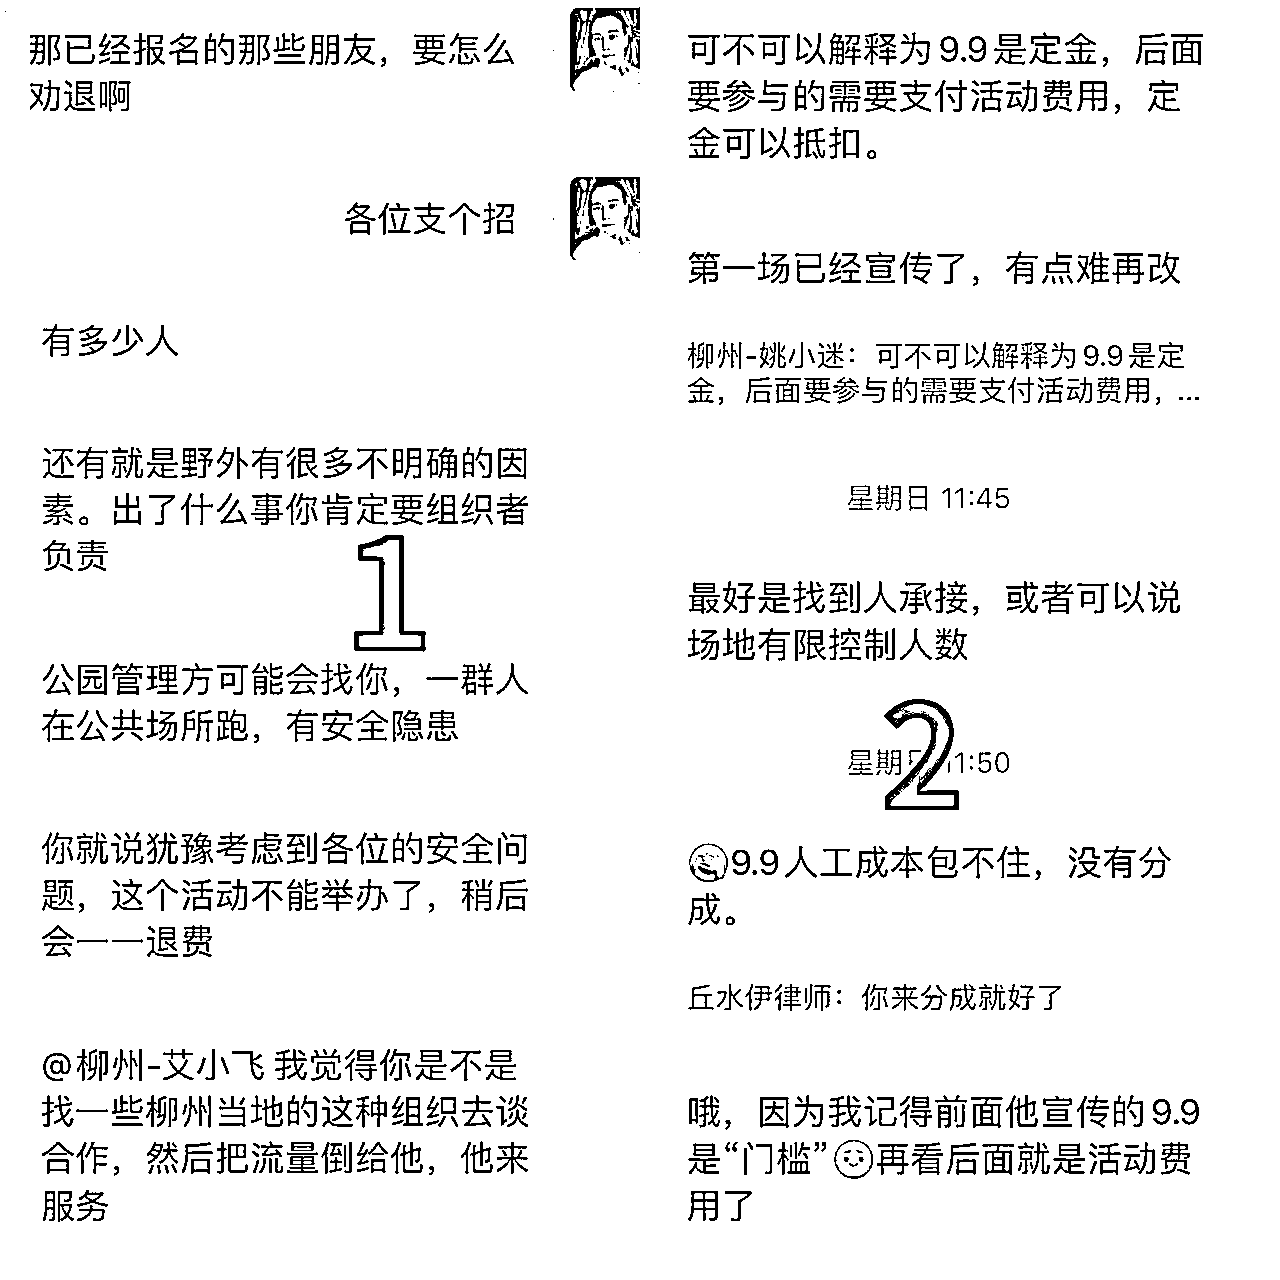 那已经报名的那些朋友，要怎么
劝退啊
各位支个招
有多少人
还有就是野外有很多不明确的因
素。出了什么事你肯定要组织者
负责
1
公园管理方可能会找你，一群人
在公共场所跑，有安全隐患
你就说犹豫考虑到各位的安全问
题，这个活动不能举办了，稍后
会一一退费
@柳州-艾小飞 我觉得你是不是
找一些柳州当地的这种组织去谈
合作，然后把流量倒给他，他来
服务
可不可以解释为9.9是定金，后面
要参与的需要支付活动费用，定
金可以抵扣。
第一场已经宣传了，有点难再改
柳州-姚小迷：可不可以解释为9.9是定
金，后面要参与的需要支付活动费用，...
星期日 11:45
最好是找到人承接，或者可以说
场地有限控制人数
2
星期日 11:50
9.9人工成本包不住，没有分
成。
丘水伊律师：你来分成就好了
哦，因为我记得前面他宣传的9.9
是“门槛”再看后面就是活动费
用了